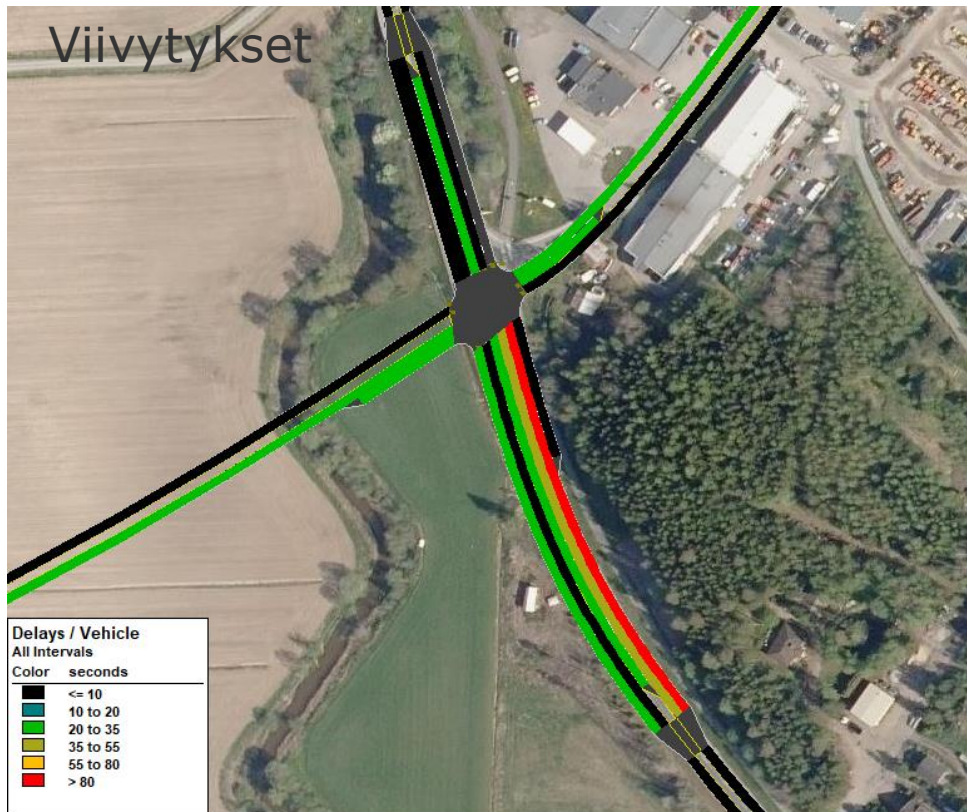 Viivytykset
Delays / Vehicle
All Intervals
Color seconds
<= 10
10 to 20
20 to 35
35 to 55
55 to 80
> 80